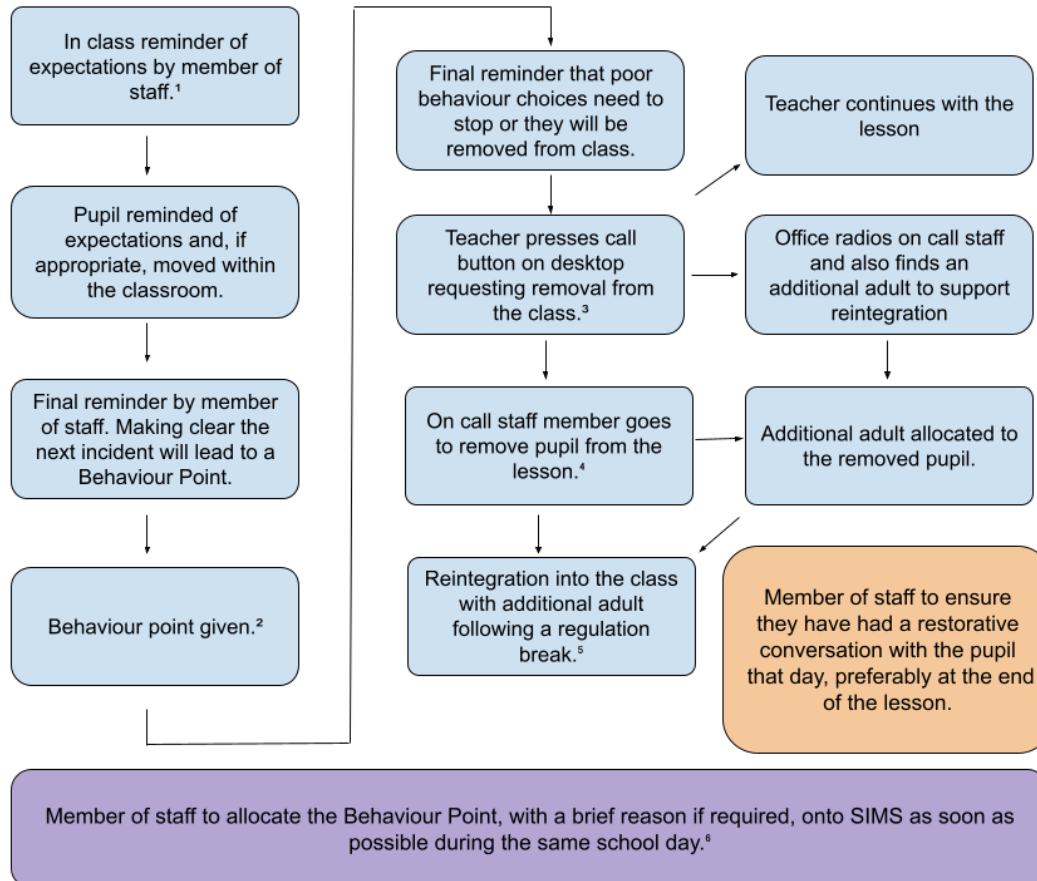 In class reminder of
expectations by member of
staff.¹
Pupil reminded of
expectations and, if
appropriate, moved within
the classroom.
Final reminder by member
of staff. Making clear the
next incident will lead to a
Behaviour Point.
Behaviour point given.²
Final reminder that poor
behaviour choices need to
stop or they will be
removed from class.
Teacher continues with the
lesson
Teacher presses call
button on desktop
requesting removal from
the class.³
Office radios on call staff
and also finds an
additional adult to support
reintegration
On call staff member goes
to remove pupil from the
lesson.⁴
Additional adult allocated to
the removed pupil.
Reintegration into the class
with additional adult
following a regulation
break.⁵
Member of staff to ensure
they have had a restorative
conversation with the pupil
that day, preferably at the end
of the lesson.
Member of staff to allocate the Behaviour Point, with a brief reason if required, onto SIMS as soon as
possible during the same school day.⁶